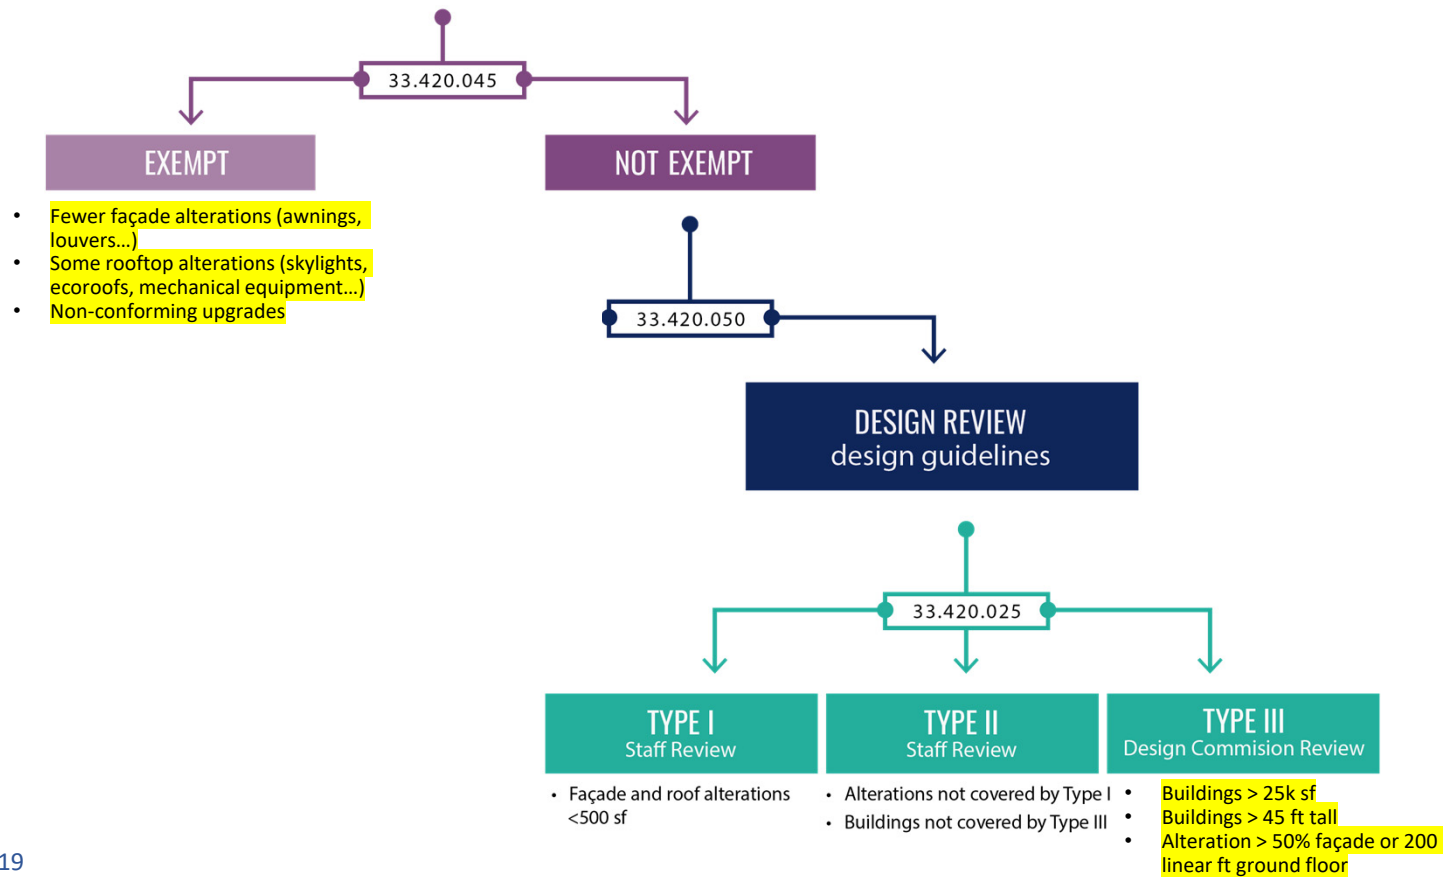 33.420.045
EXEMPT
NOT EXEMPT
• Fewer façade alterations (awnings,
louvers…)
• Some rooftop alterations (skylights,
ecoroofs, mechanical equipment…)
• Non-conforming upgrades
33.420.050
DESIGN REVIEW
design guidelines
33.420.025
TYPE I
Staff Review
• Façade and roof alterations
<500 sf
TYPE II
Staff Review
• Alterations not covered by Type I
• Buildings not covered by Type III
TYPE III
Design Commision Review
• Buildings > 25k sf
• Buildings > 45 ft tall
• Alteration > 50% façade or 200
linear ft ground floor
19